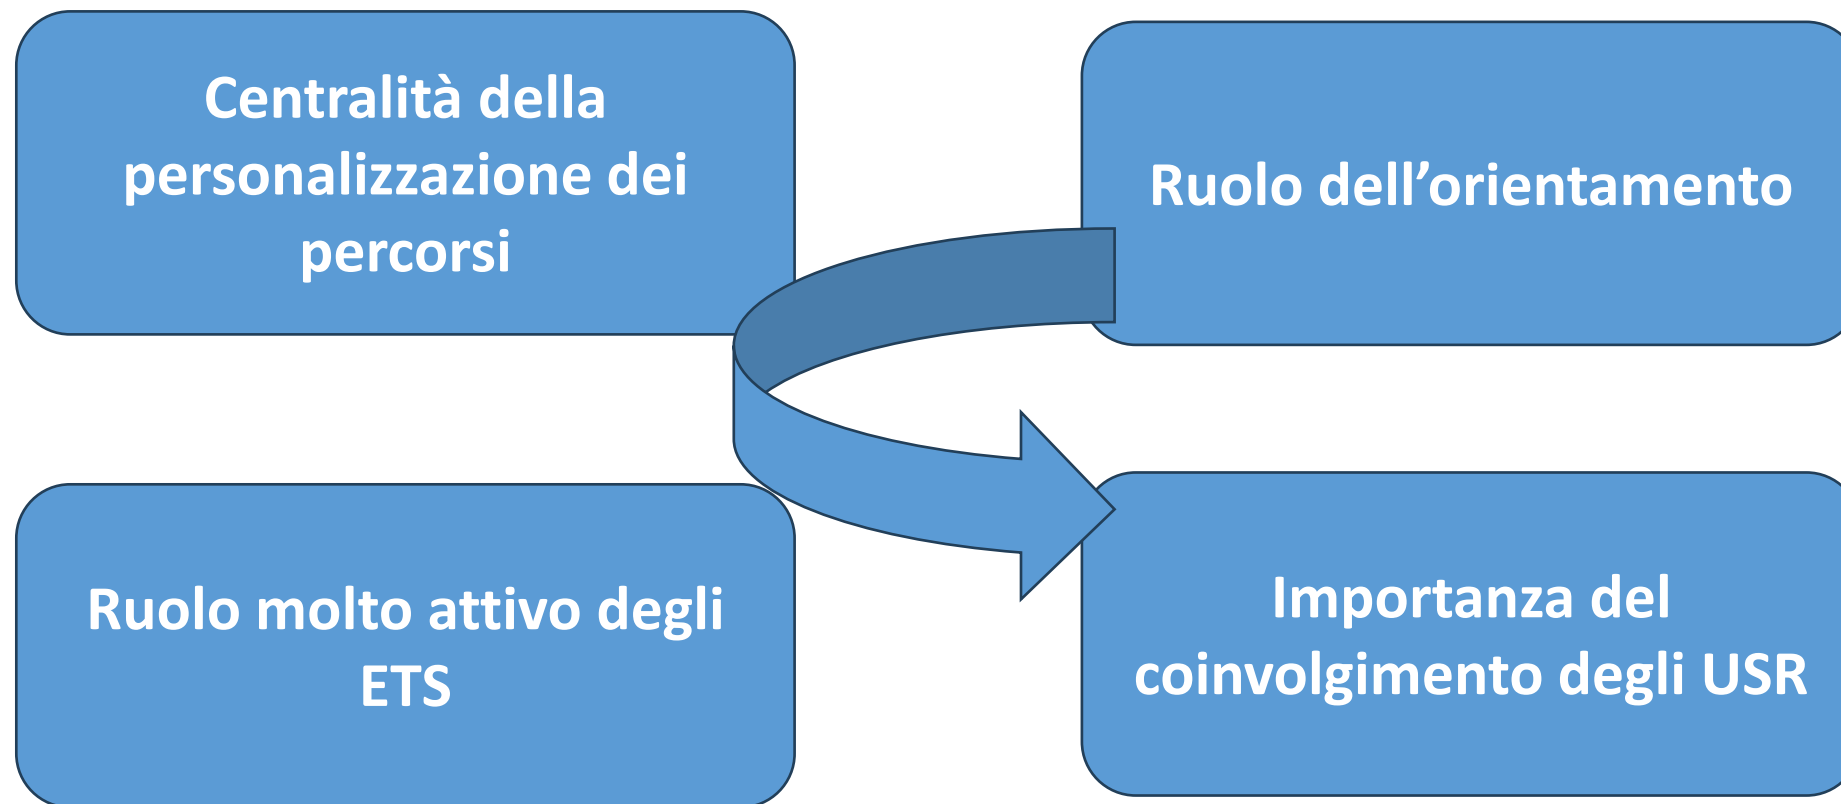 Centralità della
personalizzazione dei
percorsi
Ruolo dell’orientamento
Ruolo molto attivo degli
ETS
Importanza del
coinvolgimento degli USR